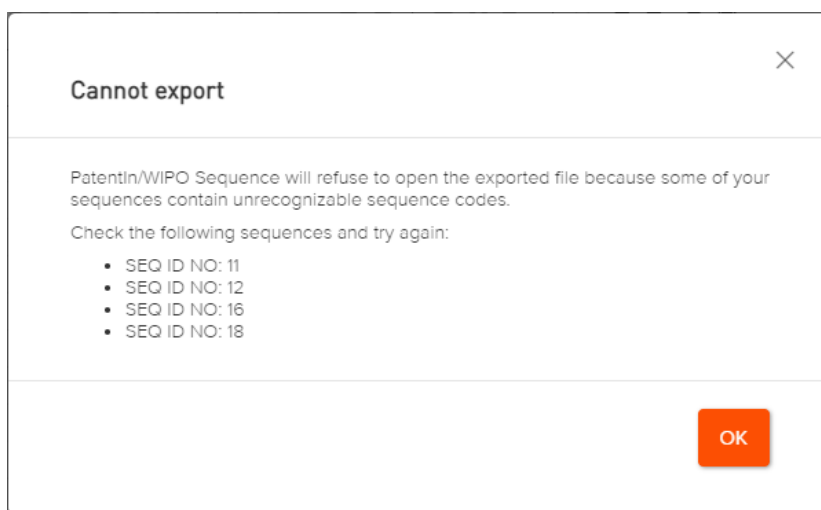 Cannot export
PatentIn/WIPO Sequence will refuse to open the exported file because some of your
sequences contain unrecognizable sequence codes.
Check the following sequences and try again:
• SEQ ID NO: 11
• SEQ ID NO: 12
• SEQ ID NO: 16
• SEQ ID NO: 18
OK